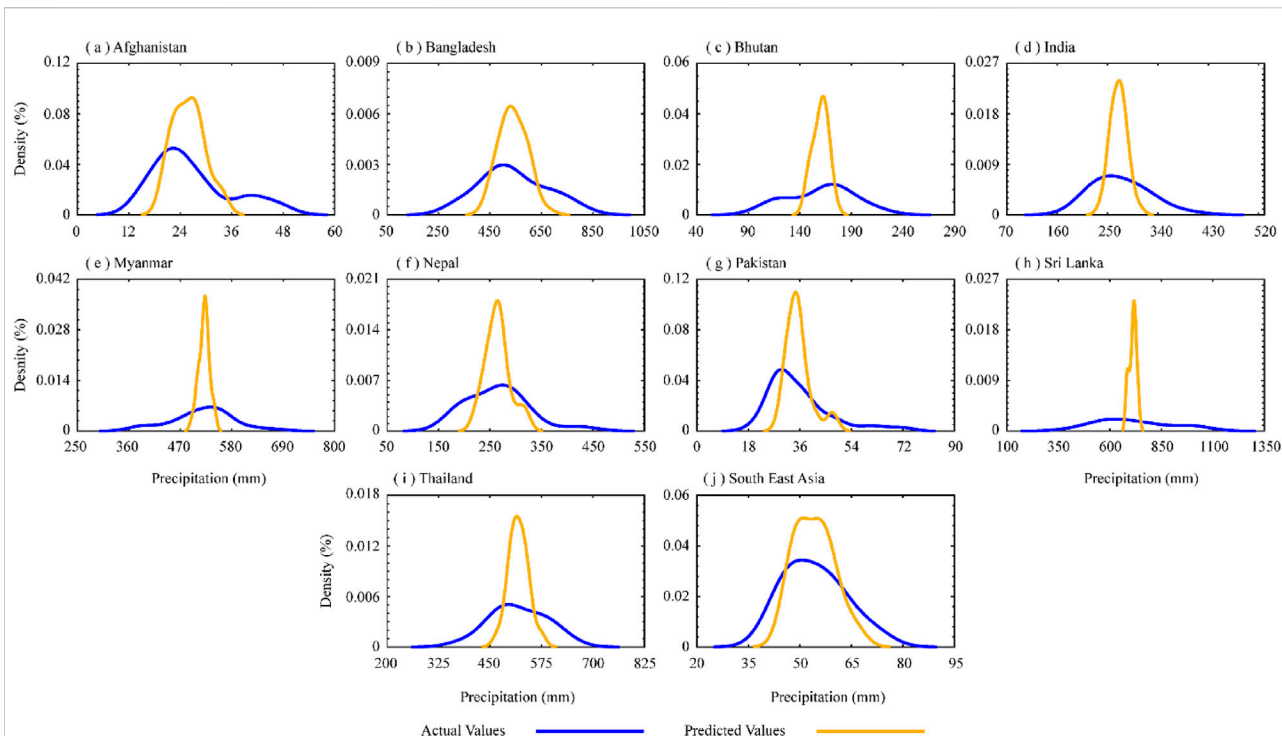 ( a ) Afghanistan
( b ) Bangladesh
( c ) Bhutan
( d ) India
0.12
0.08
0.04
0
0.009
0.006
0.003
0
0.06
0.04
0.02
0
0.027
0.018
0.009
0
Density (%)
0 12 24 36 48 60
50 250 450 650 850 1050
40 90 140 190 240 290
70 160 250 340 430 520
( e ) Myanmar
( f ) Nepal
( g ) Pakistan
( h ) Sri Lanka
0.042
0.028
0.014
0
0.021
0.014
0.007
0
0.12
0.08
0.04
0
0.027
0.018
0.009
0
Desnity (%)
250 360 470 580 690 800
50 150 250 350 450 550
0 18 36 54 72 90
100 350 600 850 1100 1350
Precipitation (mm)
Precipitation (mm)
( i ) Thailand
( j ) South East Asia
0.018
0.012
0.006
0
0.06
0.04
0.02
0
Density (%)
200 325 450 575 700 825
20 35 50 65 80 95
Precipitation (mm)
Precipitation (mm)
Actual Values
Predicted Values